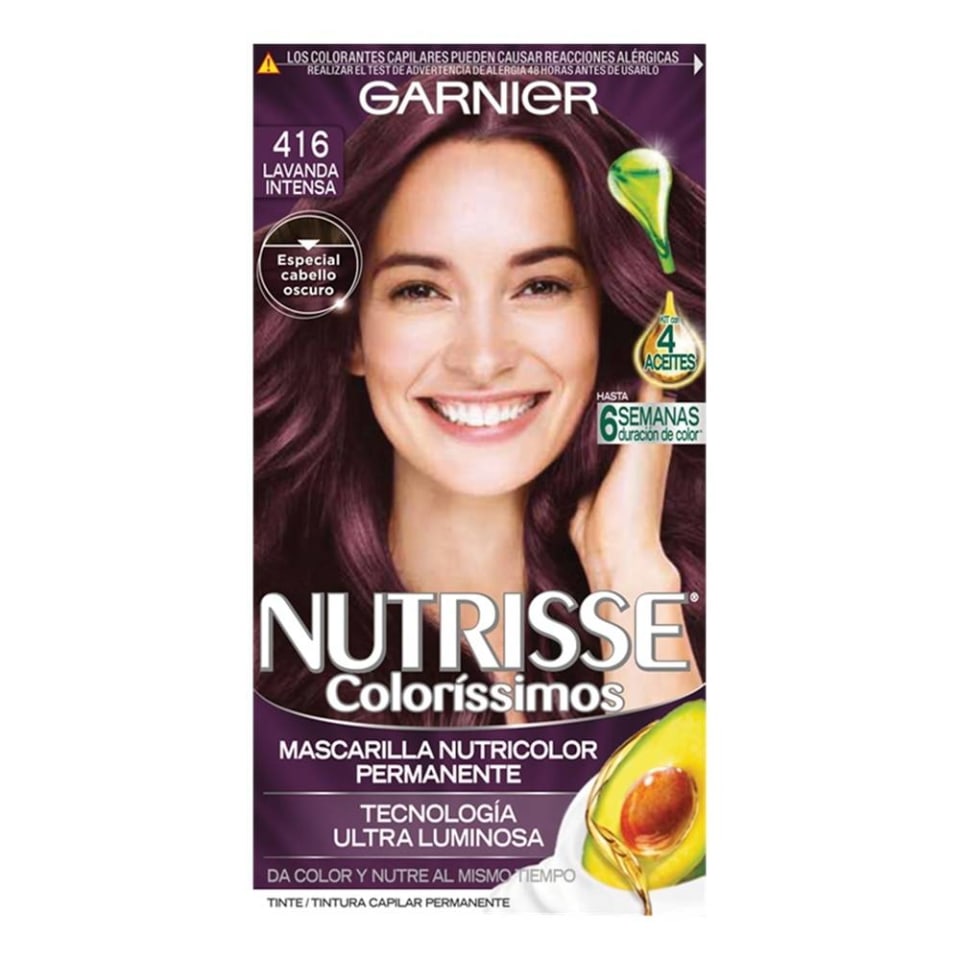 LOS COLORANTES CAPILARES PUEDEN CAUSAR REACCIONES ALÉRGICAS
REALIZAR EL TEST DE ADVERTENCIA DE ALERGIA 48 HORAS ANTES DE USARLO
GARNIER
416
LAVANDA
INTENSA
Especial
cabello
oscuro
KIT con
4
ACEITES
HASTA
6 SEMANAS
duración de color*
NUTRISSE®
Coloríssimos
MASCARILLA NUTRICOLOR
PERMANENTE
TECNOLOGÍA
ULTRA LUMINOSA
DA COLOR Y NUTRE AL MISMO TIEMPO
TINTE / TINTURA CAPILAR PERMANENTE